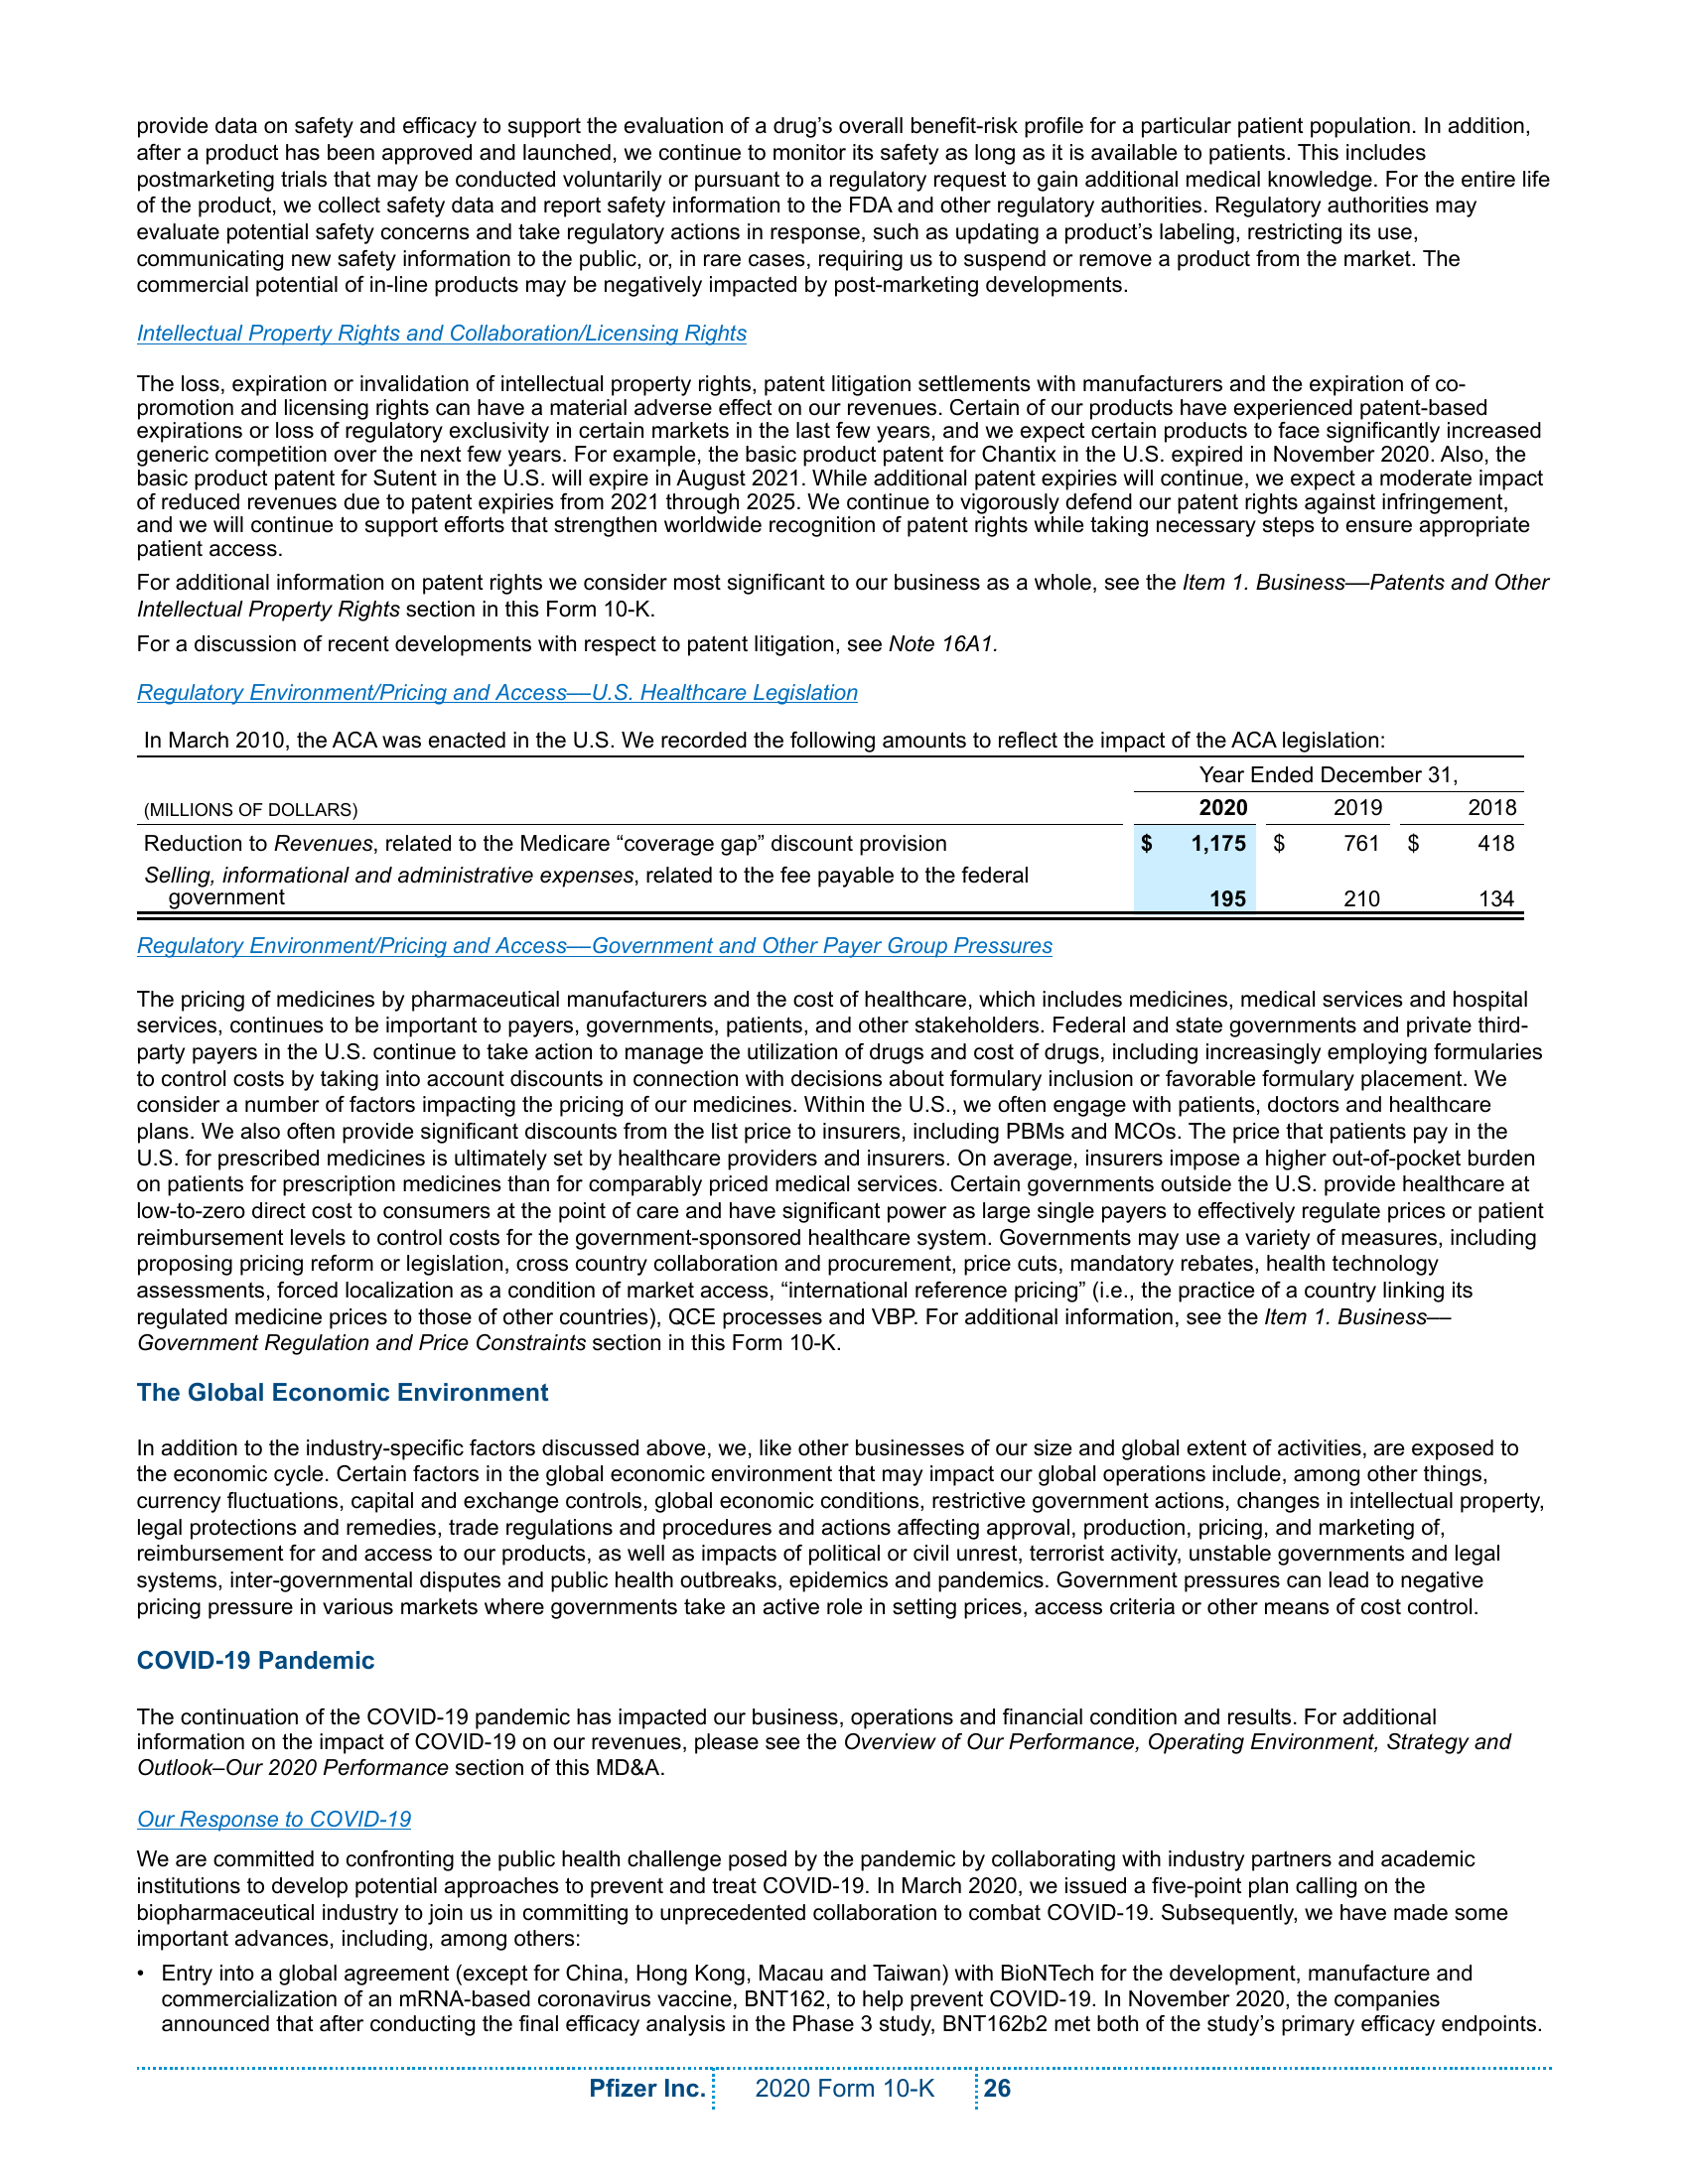 provide data on safety and efficacy to support the evaluation of a drug’s overall benefit-risk profile for a particular patient population. In addition,
after a product has been approved and launched, we continue to monitor its safety as long as it is available to patients. This includes
postmarketing trials that may be conducted voluntarily or pursuant to a regulatory request to gain additional medical knowledge. For the entire life
of the product, we collect safety data and report safety information to the FDA and other regulatory authorities. Regulatory authorities may
evaluate potential safety concerns and take regulatory actions in response, such as updating a product’s labeling, restricting its use,
communicating new safety information to the public, or, in rare cases, requiring us to suspend or remove a product from the market. The
commercial potential of in-line products may be negatively impacted by post-marketing developments.
Intellectual Property Rights and Collaboration/Licensing Rights
The loss, expiration or invalidation of intellectual property rights, patent litigation settlements with manufacturers and the expiration of co-
promotion and licensing rights can have a material adverse effect on our revenues. Certain of our products have experienced patent-based
expirations or loss of regulatory exclusivity in certain markets in the last few years, and we expect certain products to face significantly increased
generic competition over the next few years. For example, the basic product patent for Chantix in the U.S. expired in November 2020. Also, the
basic product patent for Sutent in the U.S. will expire in August 2021. While additional patent expiries will continue, we expect a moderate impact
of reduced revenues due to patent expiries from 2021 through 2025. We continue to vigorously defend our patent rights against infringement,
and we will continue to support efforts that strengthen worldwide recognition of patent rights while taking necessary steps to ensure appropriate
patient access.
For additional information on patent rights we consider most significant to our business as a whole, see the Item 1. Business––Patents and Other
Intellectual Property Rights section in this Form 10-K.
For a discussion of recent developments with respect to patent litigation, see Note 16A1.
Regulatory Environment/Pricing and Access––U.S. Healthcare Legislation
In March 2010, the ACA was enacted in the U.S. We recorded the following amounts to reflect the impact of the ACA legislation:
Year Ended December 31,
(MILLIONS OF DOLLARS) 2020 2019 2018
Reduction to Revenues, related to the Medicare “coverage gap” discount provision $ 1,175 $ 761 $ 418
Selling, informational and administrative expenses, related to the fee payable to the federal
government 195 210 134
Regulatory Environment/Pricing and Access––Government and Other Payer Group Pressures
The pricing of medicines by pharmaceutical manufacturers and the cost of healthcare, which includes medicines, medical services and hospital
services, continues to be important to payers, governments, patients, and other stakeholders. Federal and state governments and private third-
party payers in the U.S. continue to take action to manage the utilization of drugs and cost of drugs, including increasingly employing formularies
to control costs by taking into account discounts in connection with decisions about formulary inclusion or favorable formulary placement. We
consider a number of factors impacting the pricing of our medicines. Within the U.S., we often engage with patients, doctors and healthcare
plans. We also often provide significant discounts from the list price to insurers, including PBMs and MCOs. The price that patients pay in the
U.S. for prescribed medicines is ultimately set by healthcare providers and insurers. On average, insurers impose a higher out-of-pocket burden
on patients for prescription medicines than for comparably priced medical services. Certain governments outside the U.S. provide healthcare at
low-to-zero direct cost to consumers at the point of care and have significant power as large single payers to effectively regulate prices or patient
reimbursement levels to control costs for the government-sponsored healthcare system. Governments may use a variety of measures, including
proposing pricing reform or legislation, cross country collaboration and procurement, price cuts, mandatory rebates, health technology
assessments, forced localization as a condition of market access, “international reference pricing” (i.e., the practice of a country linking its
regulated medicine prices to those of other countries), QCE processes and VBP. For additional information, see the Item 1. Business––
Government Regulation and Price Constraints section in this Form 10-K.
The Global Economic Environment
In addition to the industry-specific factors discussed above, we, like other businesses of our size and global extent of activities, are exposed to
the economic cycle. Certain factors in the global economic environment that may impact our global operations include, among other things,
currency fluctuations, capital and exchange controls, global economic conditions, restrictive government actions, changes in intellectual property,
legal protections and remedies, trade regulations and procedures and actions affecting approval, production, pricing, and marketing of,
reimbursement for and access to our products, as well as impacts of political or civil unrest, terrorist activity, unstable governments and legal
systems, inter-governmental disputes and public health outbreaks, epidemics and pandemics. Government pressures can lead to negative
pricing pressure in various markets where governments take an active role in setting prices, access criteria or other means of cost control.
COVID-19 Pandemic
The continuation of the COVID-19 pandemic has impacted our business, operations and financial condition and results. For additional
information on the impact of COVID-19 on our revenues, please see the Overview of Our Performance, Operating Environment, Strategy and
Outlook–Our 2020 Performance section of this MD&A.
Our Response to COVID-19
We are committed to confronting the public health challenge posed by the pandemic by collaborating with industry partners and academic
institutions to develop potential approaches to prevent and treat COVID-19. In March 2020, we issued a five-point plan calling on the
biopharmaceutical industry to join us in committing to unprecedented collaboration to combat COVID-19. Subsequently, we have made some
important advances, including, among others:
• Entry into a global agreement (except for China, Hong Kong, Macau and Taiwan) with BioNTech for the development, manufacture and
commercialization of an mRNA-based coronavirus vaccine, BNT162, to help prevent COVID-19. In November 2020, the companies
announced that after conducting the final efficacy analysis in the Phase 3 study, BNT162b2 met both of the study’s primary efficacy endpoints.
Pfizer Inc. 2020 Form 10-K 26